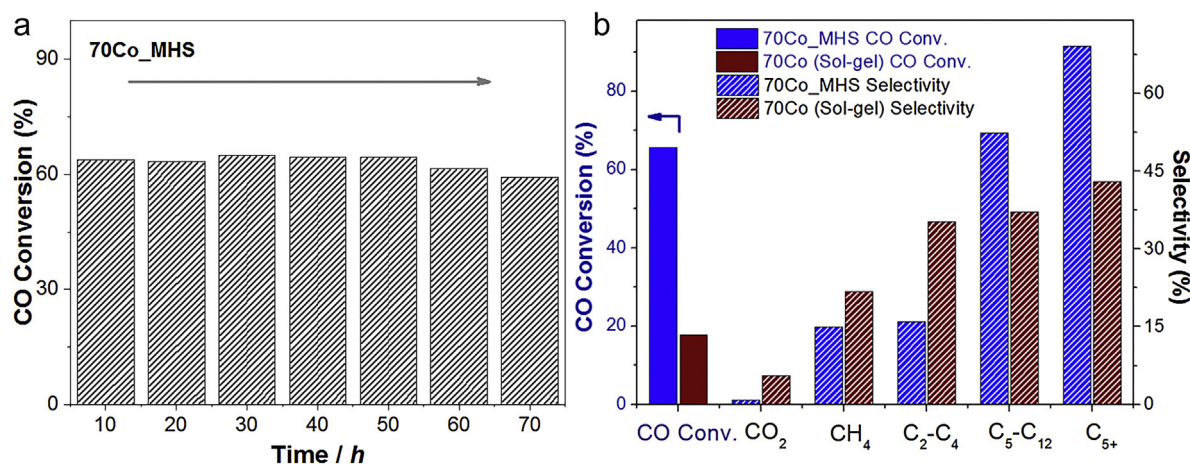 a
70Co_MHS
CO Conversion (%)
90
60
30
0
10 20 30 40 50 60 70
Time / h
b
70Co_MHS CO Conv.
70Co (Sol-gel) CO Conv.
70Co_MHS Selectivity
70Co (Sol-gel) Selectivity
CO Conversion (%)
80
60
40
20
0
60
45
30
15
0
Selectivity (%)
CO Conv. CO₂ CH₄ C₂-C₄ C₅-C₁₂ C₅₊